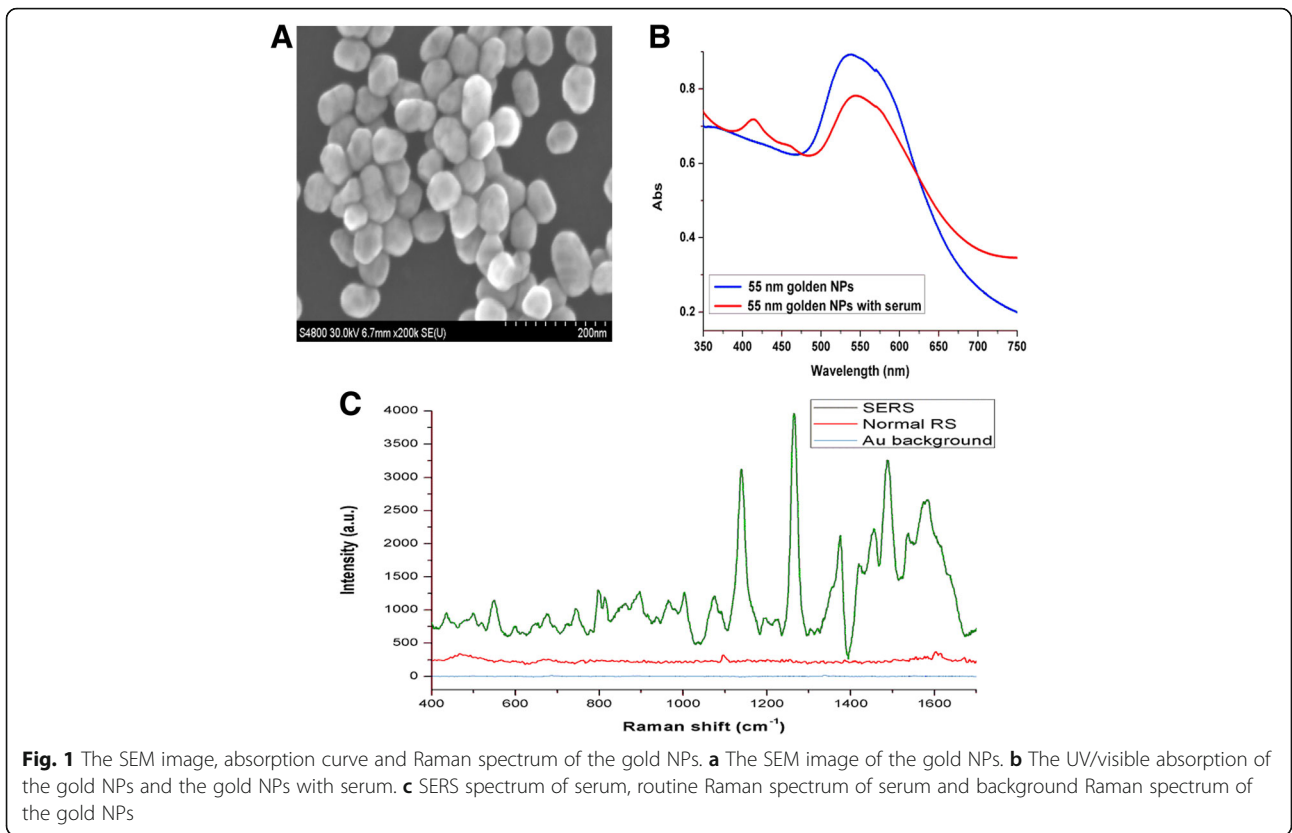 A
S4800 30.0kV 6.7mm x200k SE(U)
200nm
B
0.8
0.6
0.4
0.2
Abs
55 nm golden NPs
55 nm golden NPs with serum
350 400 450 500 550 600 650 700 750
Wavelength (nm)
C
SERS
Normal RS
Au background
4000
3500
3000
2500
2000
1500
1000
500
0
Intensity (a.u.)
400 600 800 1000 1200 1400 1600
Raman shift (cm⁻¹)
Fig. 1 The SEM image, absorption curve and Raman spectrum of the gold NPs. a The SEM image of the gold NPs. b The UV/visible absorption of
the gold NPs and the gold NPs with serum. c SERS spectrum of serum, routine Raman spectrum of serum and background Raman spectrum of
the gold NPs